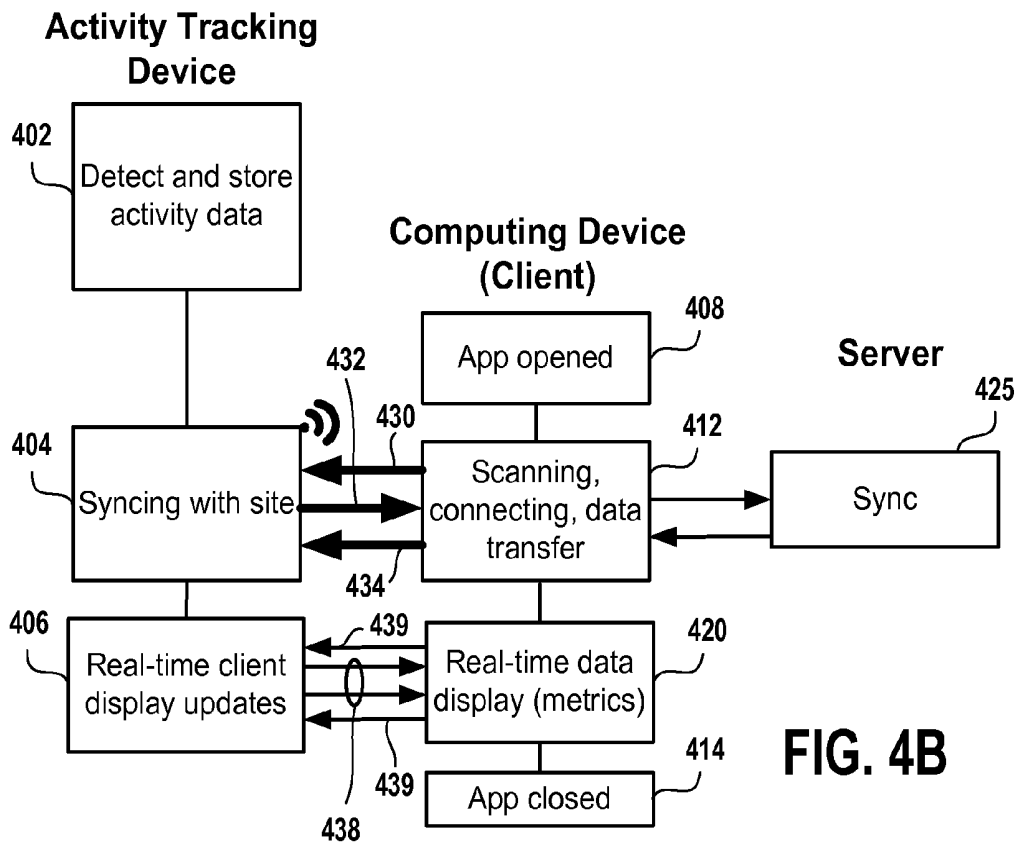 Activity Tracking
Device
402
Detect and store
activity data
Computing Device
(Client)
408
App opened
Server
432
430
425
404
412
Syncing with site
Scanning,
connecting, data
transfer
Sync
434
406
439
420
Real-time client
display updates
Real-time data
display (metrics)
439
438
414
App closed
FIG. 4B